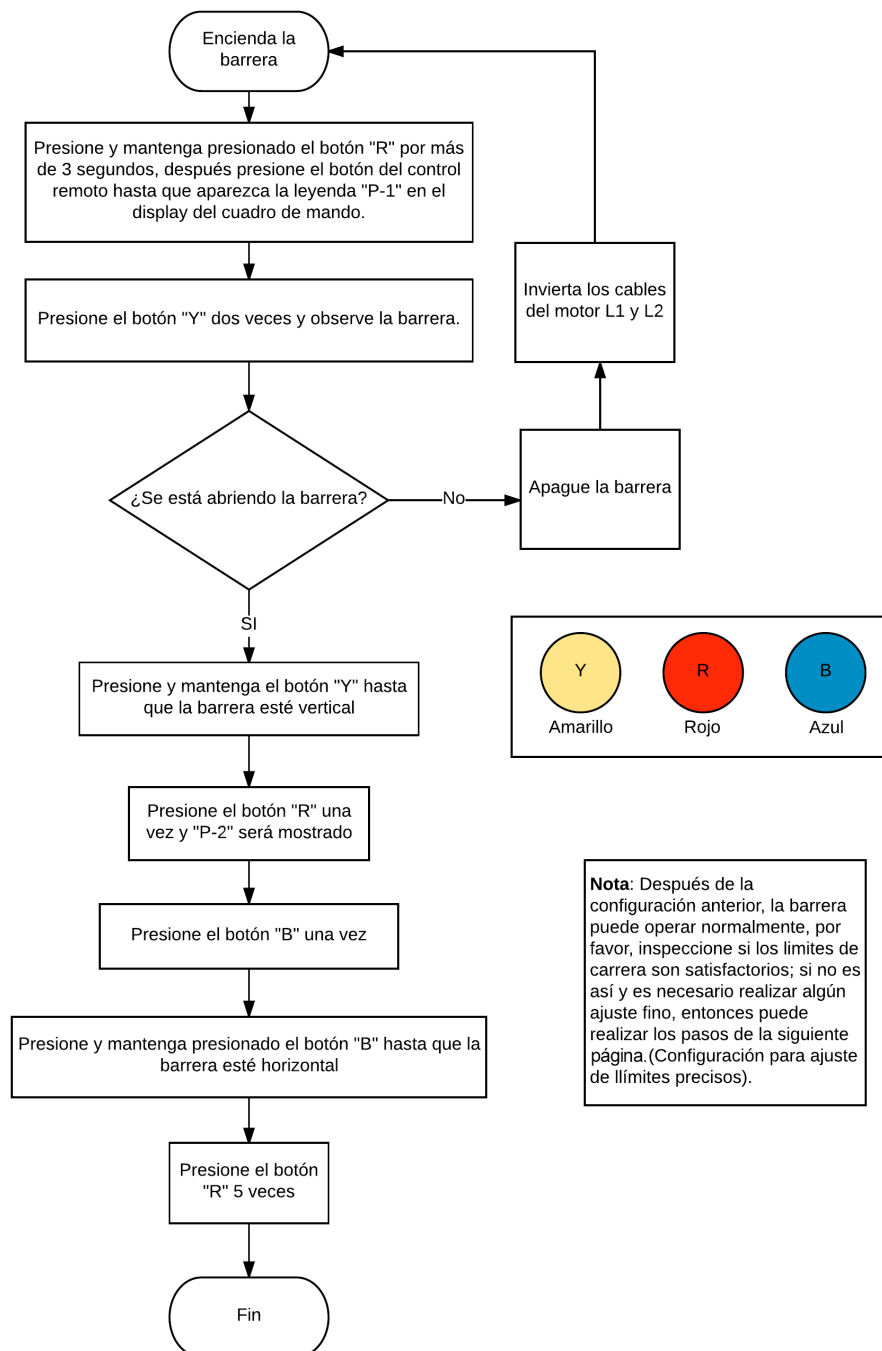 Encienda la
barrera
Presione y mantenga presionado el botón "R" por más
de 3 segundos, después presione el botón del control
remoto hasta que aparezca la leyenda "P-1" en el
display del cuadro de mando.
Presione el botón "Y" dos veces y observe la barrera.
¿Se está abriendo la barrera?
No
Apague la barrera
Invierta los cables
del motor L1 y L2
SI
Presione y mantenga el botón "Y" hasta
que la barrera esté vertical
Presione el botón "R" una
vez y "P-2" será mostrado
Presione el botón "B" una vez
Presione y mantenga presionado el botón "B" hasta que la
barrera esté horizontal
Presione el botón
"R" 5 veces
Fin
Y
R
B
Amarillo
Rojo
Azul
Nota: Después de la
configuración anterior, la barrera
puede operar normalmente, por
favor, inspeccione si los limites de
carrera son satisfactorios; si no es
así y es necesario realizar algún
ajuste fino, entonces puede
realizar los pasos de la siguiente
página.(Configuración para ajuste
de llímites precisos).